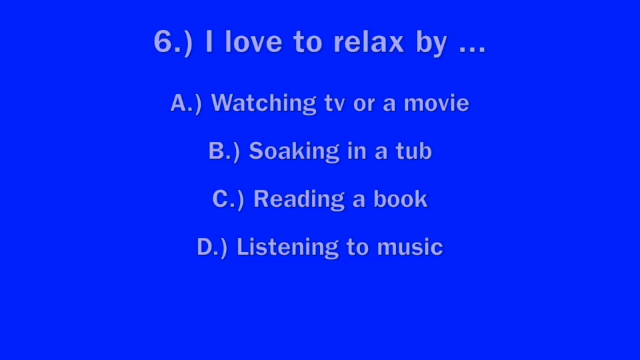 6.) I love to relax by ...
A.) Watching tv or a movie
B.) Soaking in a tub
C.) Reading a book
D.) Listening to music